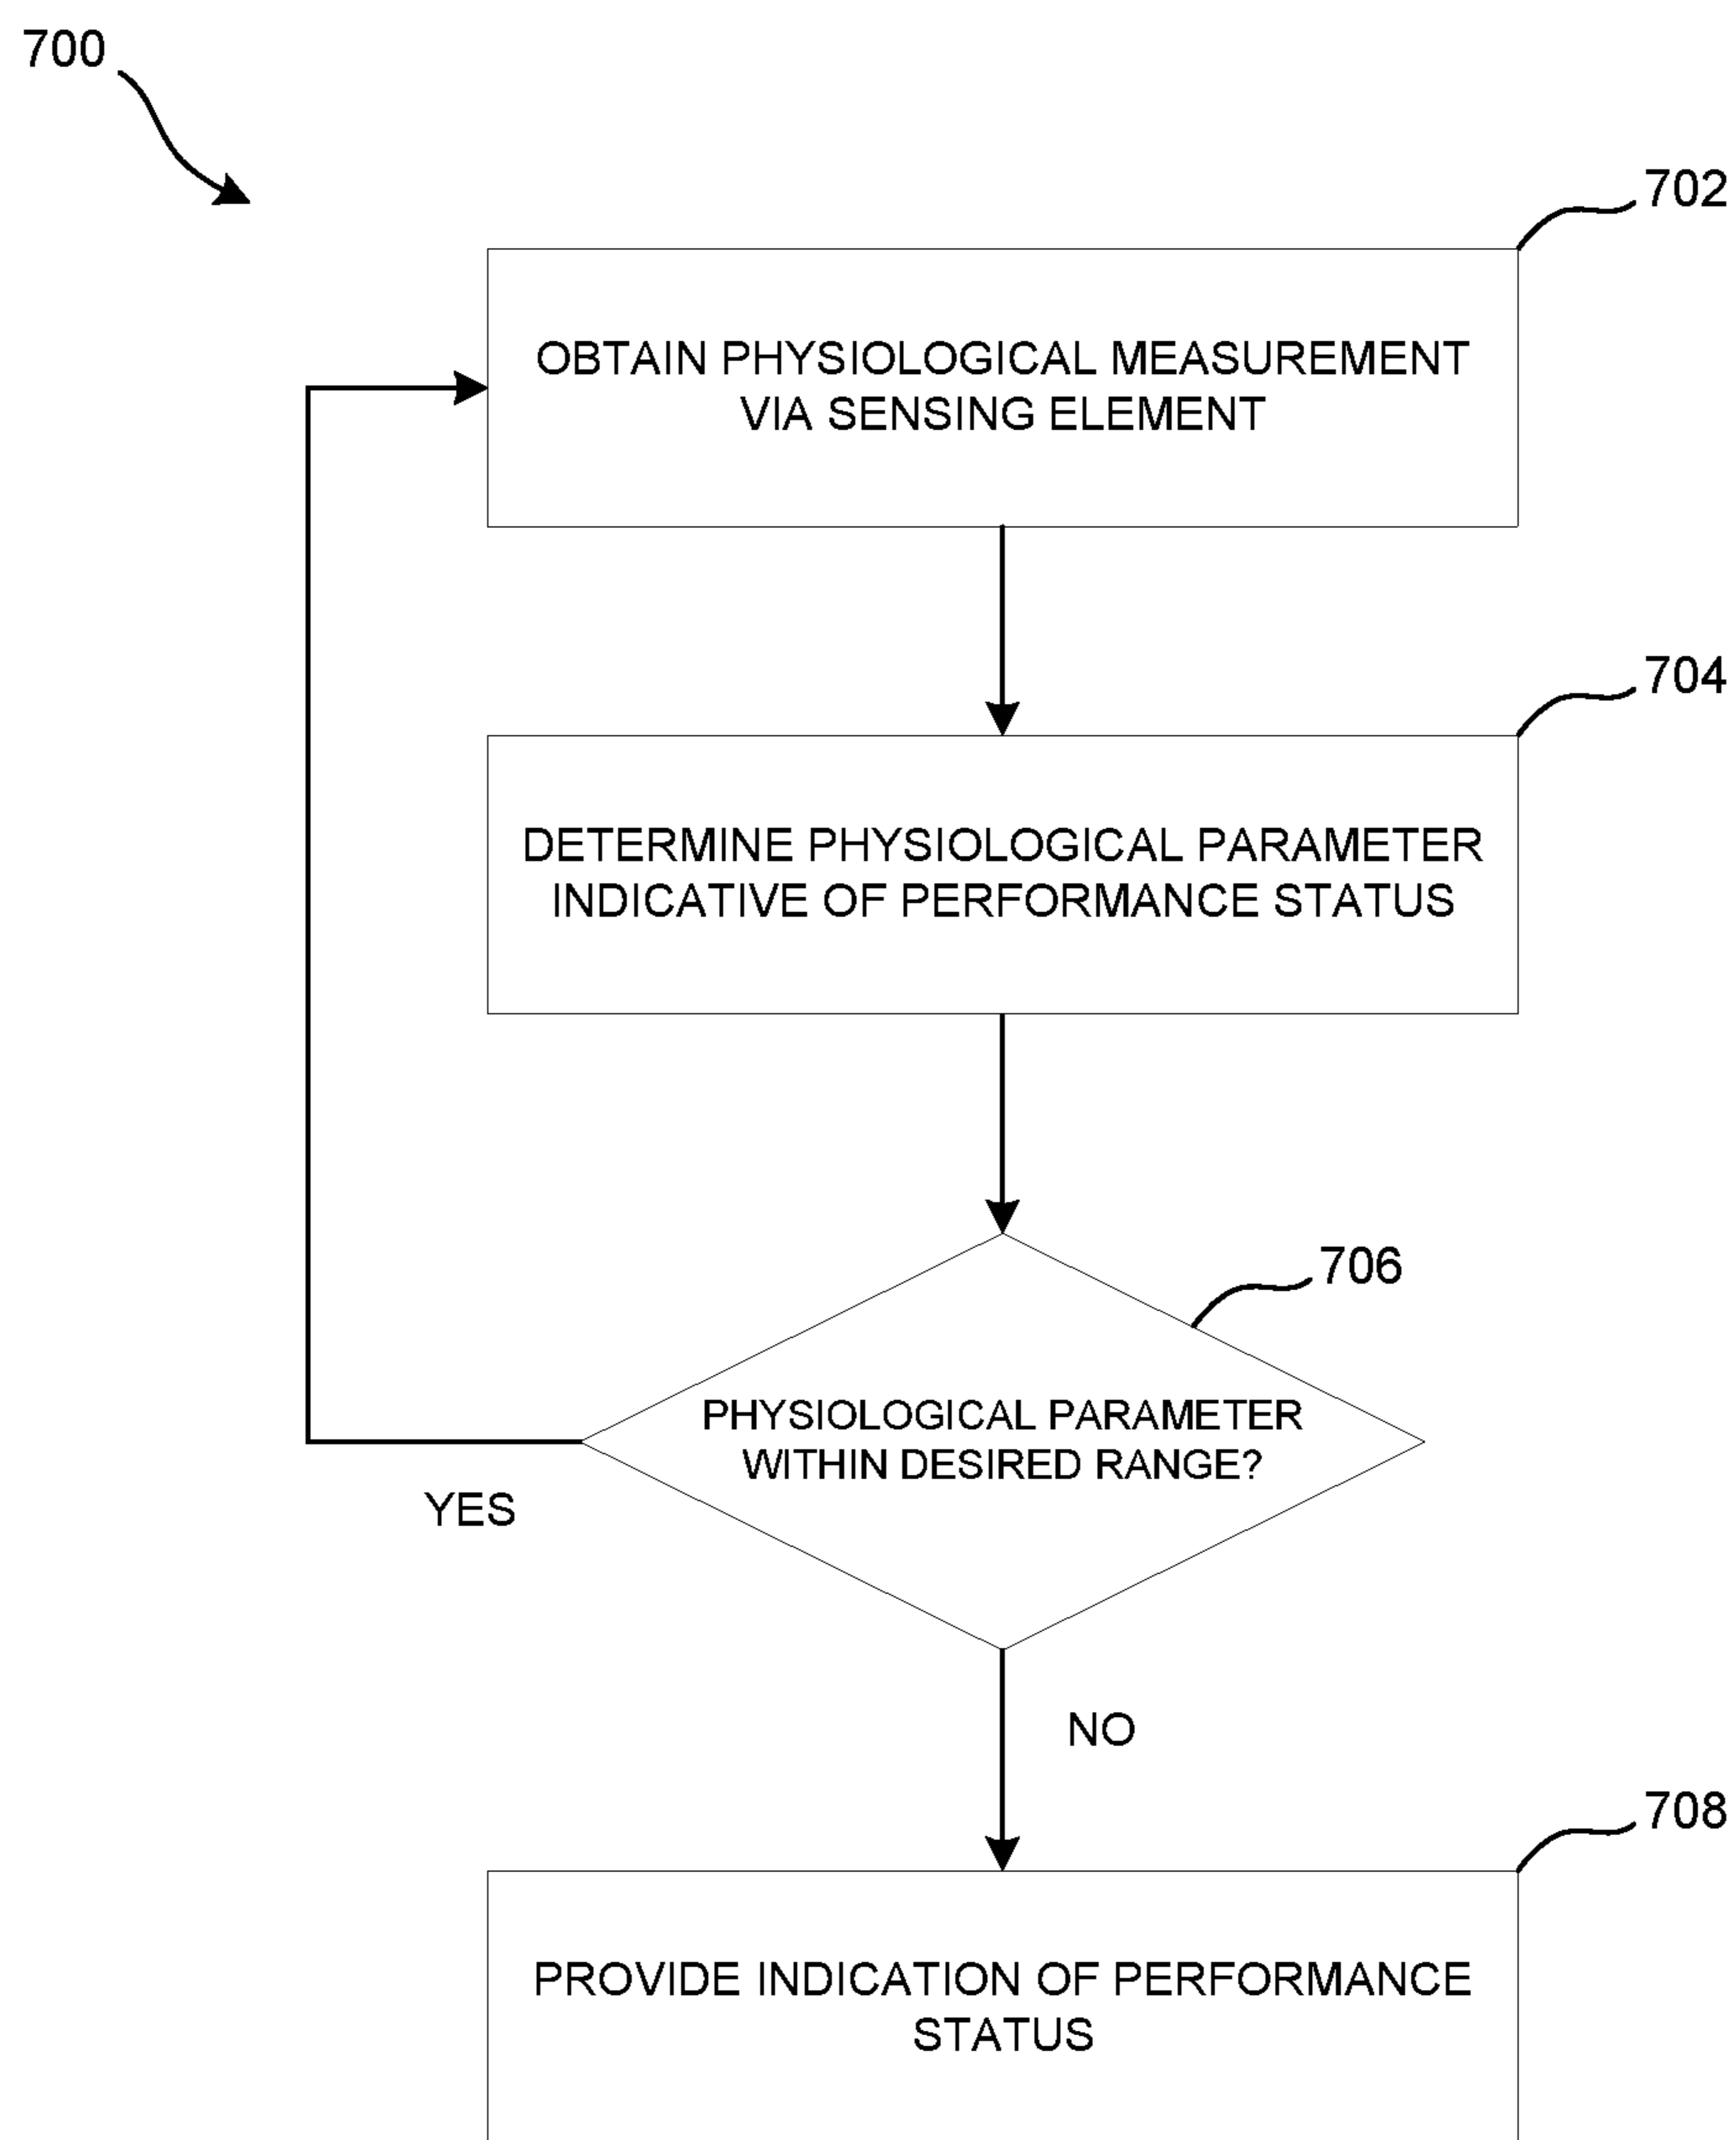 700
702
OBTAIN PHYSIOLOGICAL MEASUREMENT
VIA SENSING ELEMENT
704
DETERMINE PHYSIOLOGICAL PARAMETER
INDICATIVE OF PERFORMANCE STATUS
706
PHYSIOLOGICAL PARAMETER
WITHIN DESIRED RANGE?
YES
NO
708
PROVIDE INDICATION OF PERFORMANCE
STATUS